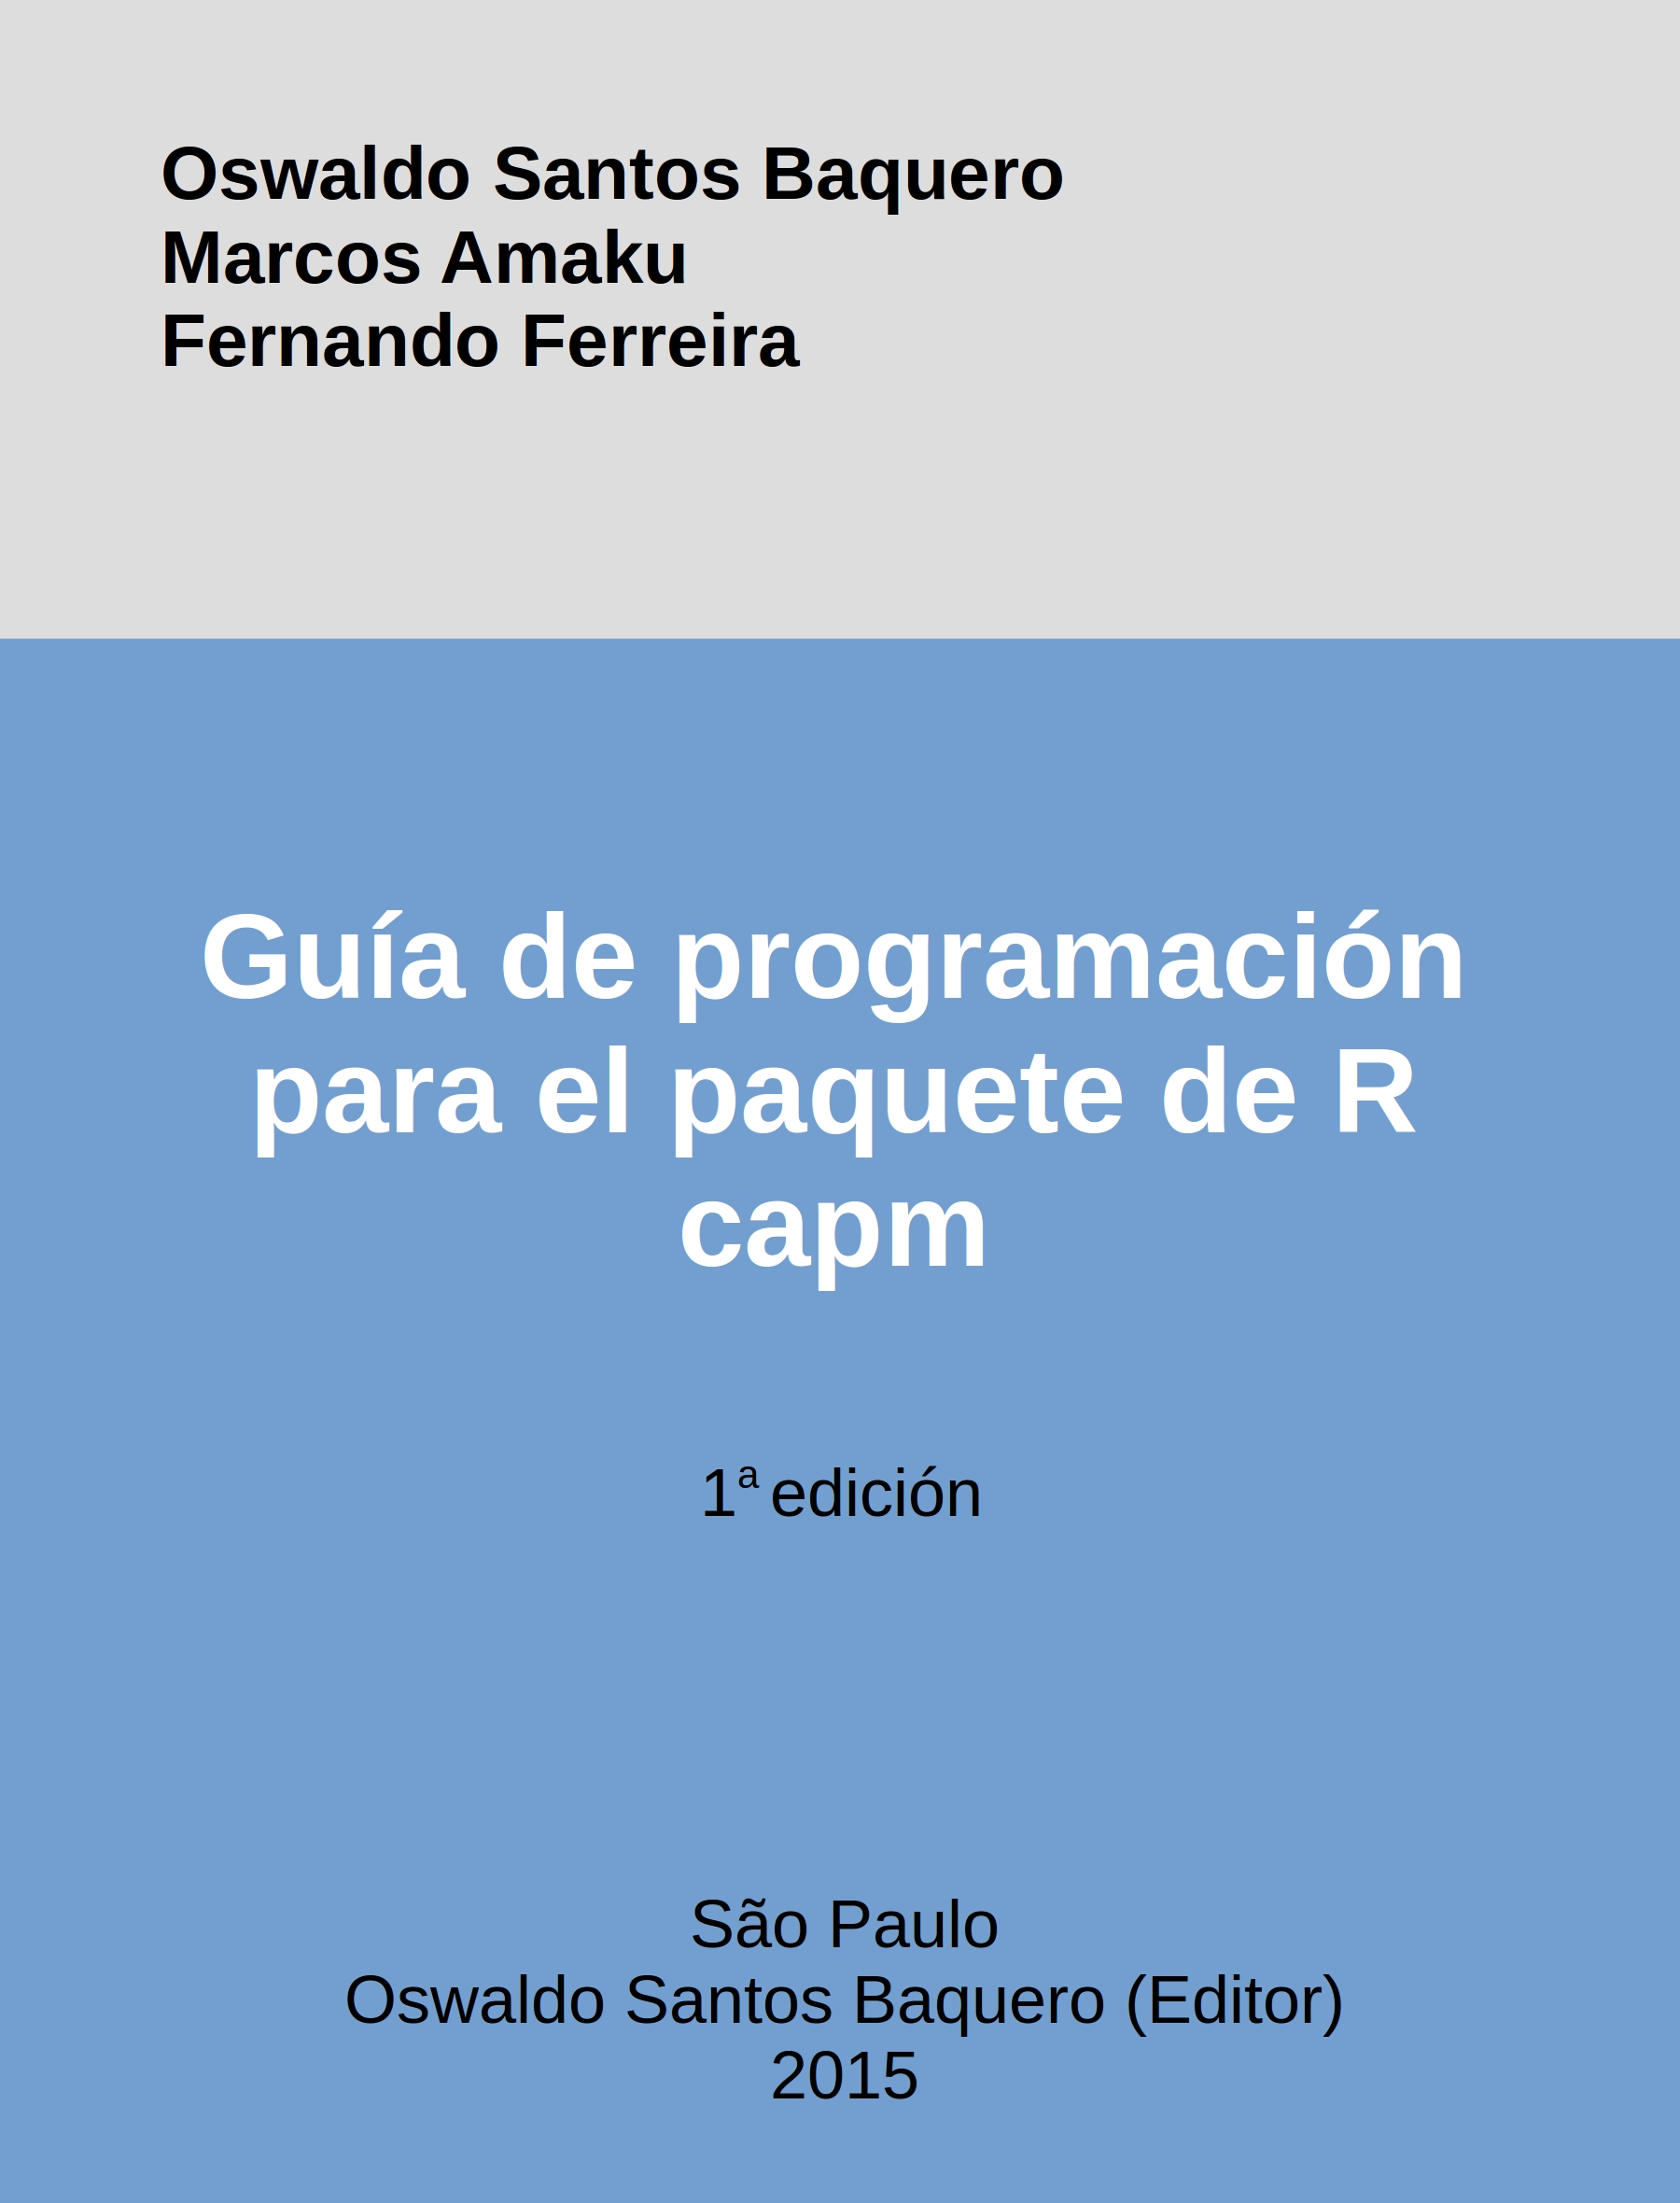 Oswaldo Santos Baquero
Marcos Amaku
Fernando Ferreira
Guía de programación
para el paquete de R
capm
1ª edición
São Paulo
Oswaldo Santos Baquero (Editor)
2015